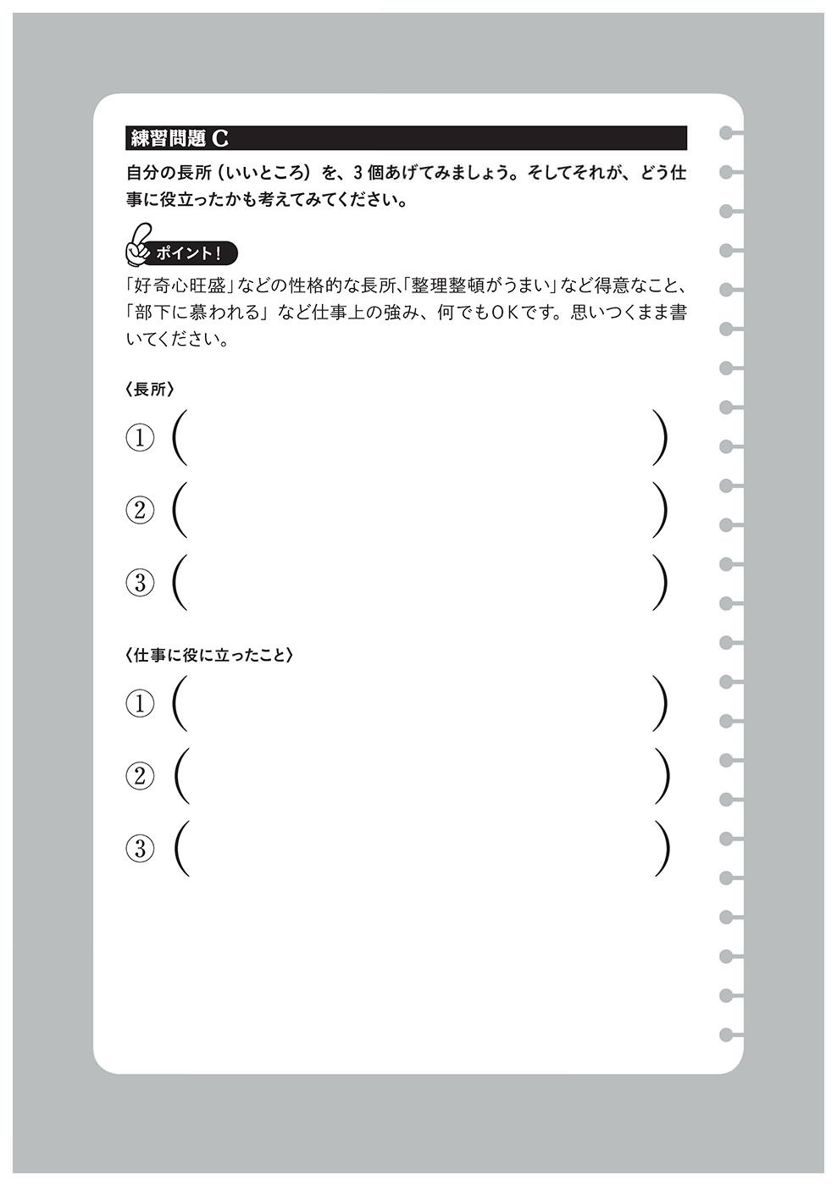 練習問題 C
自分の長所（いいところ）を、3個あげてみましょう。そしてそれが、どう仕
事に役立ったかも考えてみてください。
ポイント！
「好奇心旺盛」などの性格的な長所、「整理整頓がうまい」など得意なこと、
「部下に慕われる」など仕事上の強み、何でもOKです。思いつくまま書
いてください。
〈長所〉
①（　　　）
②（　　　）
③（　　　）
〈仕事に役に立ったこと〉
①（　　　）
②（　　　）
③（　　　）